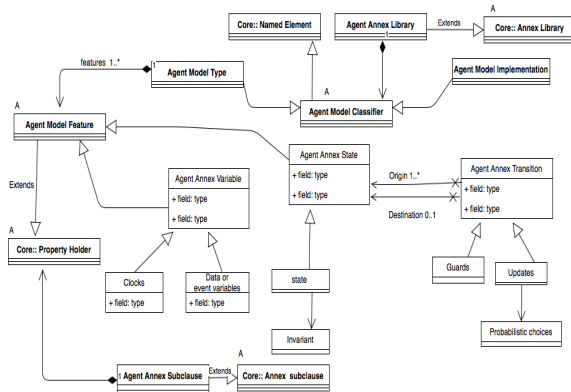 A
Core:: Named Element
Agent Annex Library
1
Extends
A
Core:: Annex Library
features 1..*
1
Agent Model Type
Agent Model Implementation
A
Agent Model Classifier
A
Agent Model Feature
Extends
Agent Annex Variable
+ field: type
+ field: type
Agent Annex State
+ field: type
+ field: type
Origin 1..*
Destination 0..1
Agent Annex Transition
+ field: type
+ field: type
A
Core:: Property Holder
Clocks
+ field: type
Data or
event variables
+ field: type
state
Guards
Updates
Invariant
Probabilistic choices
1
Agent Annex Subclause
Extends
A
Core:: Annex subclause